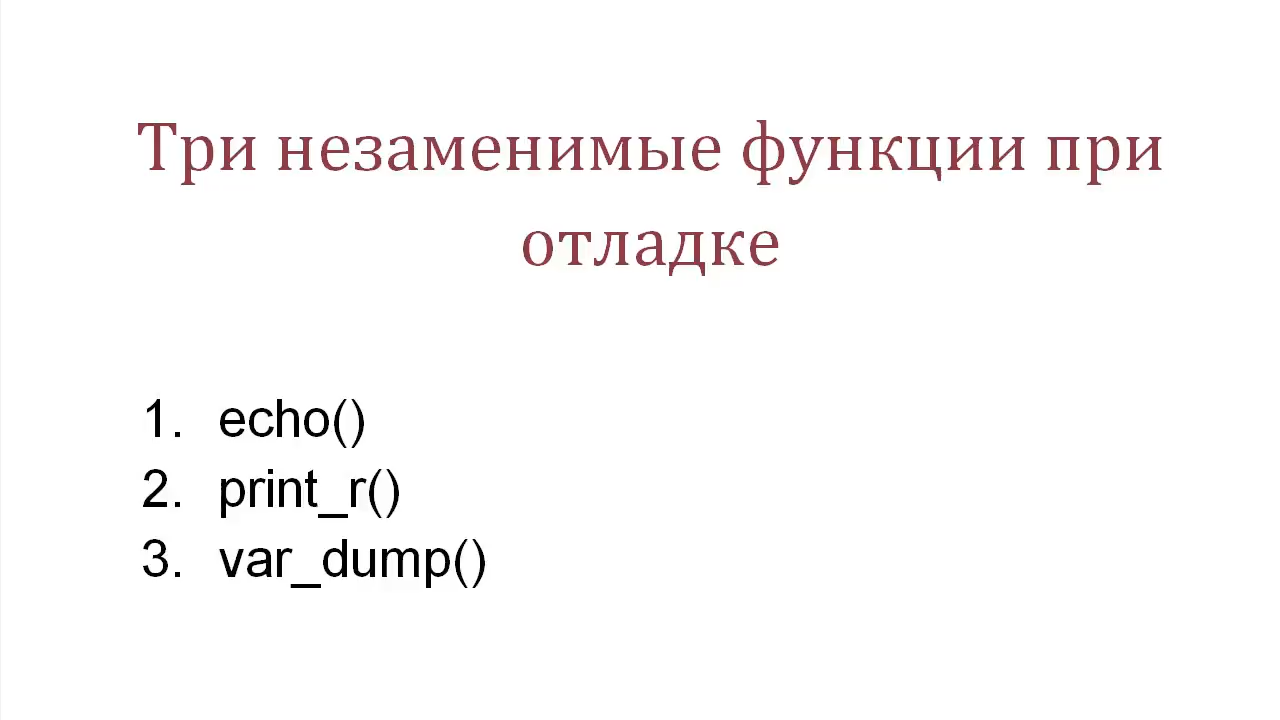 Три незаменимые функции при
отладке
1. echo()
2. print_r()
3. var_dump()